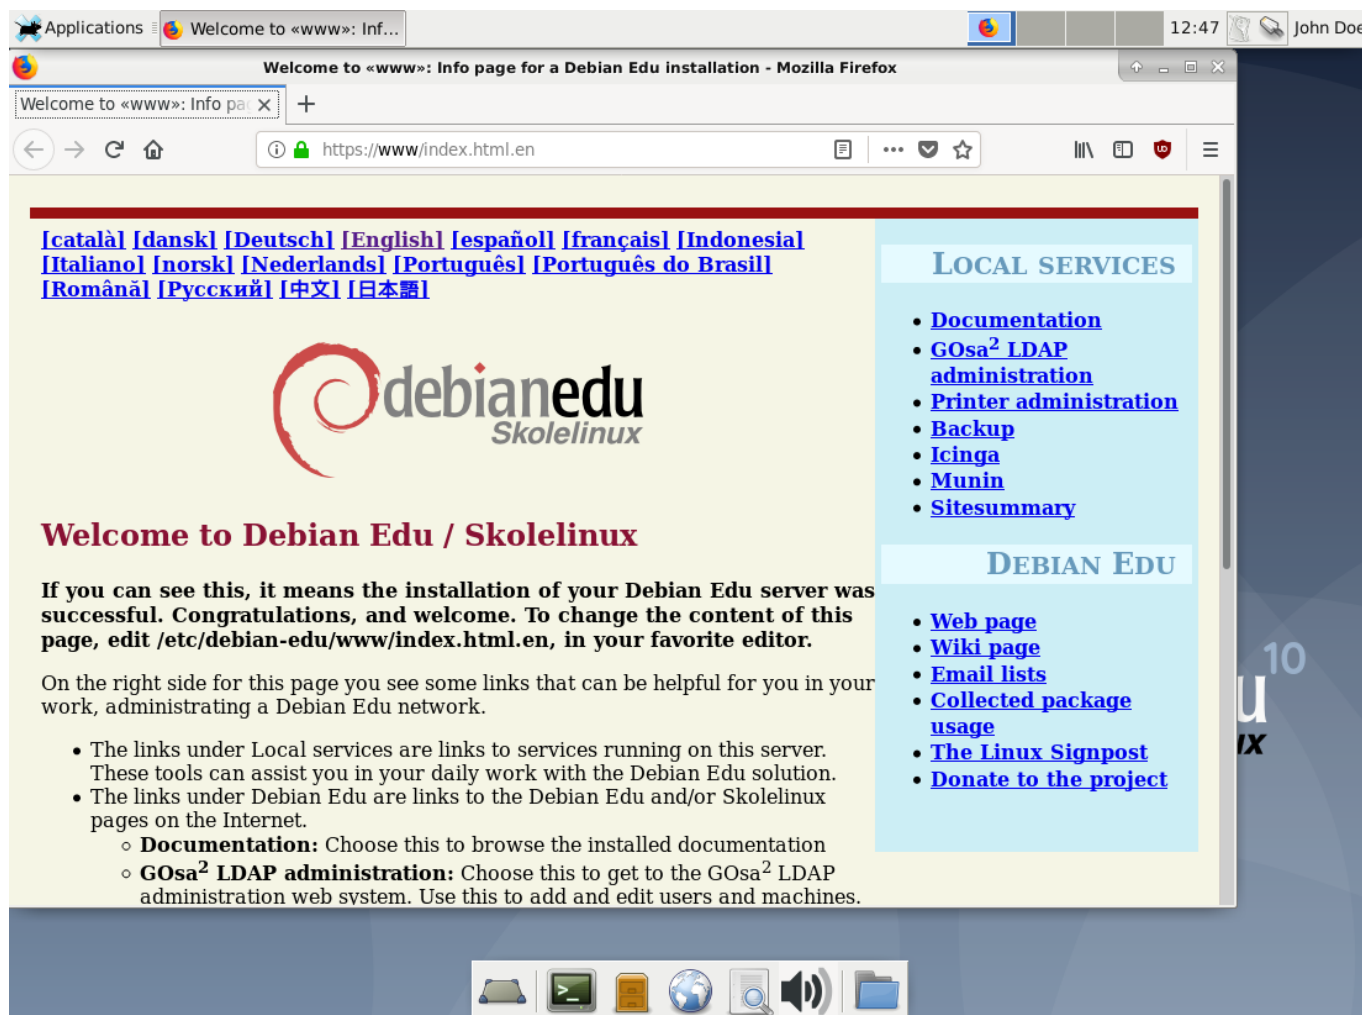 Applications
Welcome to «www»: Inf...
12:47
John Doe
Welcome to «www»: Info page for a Debian Edu installation - Mozilla Firefox
Welcome to «www»: Info pa
https://www/index.html.en
[català] [dansk] [Deutsch] [English] [español] [français] [Indonesia]
[Italiano] [norsk] [Nederlands] [Português] [Português do Brasil]
[Română] [Русский] [中文] [日本語]
debianedu
Skolelinux
Welcome to Debian Edu / Skolelinux
If you can see this, it means the installation of your Debian Edu server was
successful. Congratulations, and welcome. To change the content of this
page, edit /etc/debian-edu/www/index.html.en, in your favorite editor.
On the right side for this page you see some links that can be helpful for you in your
work, administrating a Debian Edu network.
• The links under Local services are links to services running on this server.
These tools can assist you in your daily work with the Debian Edu solution.
• The links under Debian Edu are links to the Debian Edu and/or Skolelinux
pages on the Internet.
◦ Documentation: Choose this to browse the installed documentation
◦ GOsa² LDAP administration: Choose this to get to the GOsa² LDAP
administration web system. Use this to add and edit users and machines.
LOCAL SERVICES
• Documentation
• GOsa² LDAP
administration
• Printer administration
• Backup
• Icinga
• Munin
• Sitesummary
DEBIAN EDU
• Web page
• Wiki page
• Email lists
• Collected package
usage
• The Linux Signpost
• Donate to the project
10